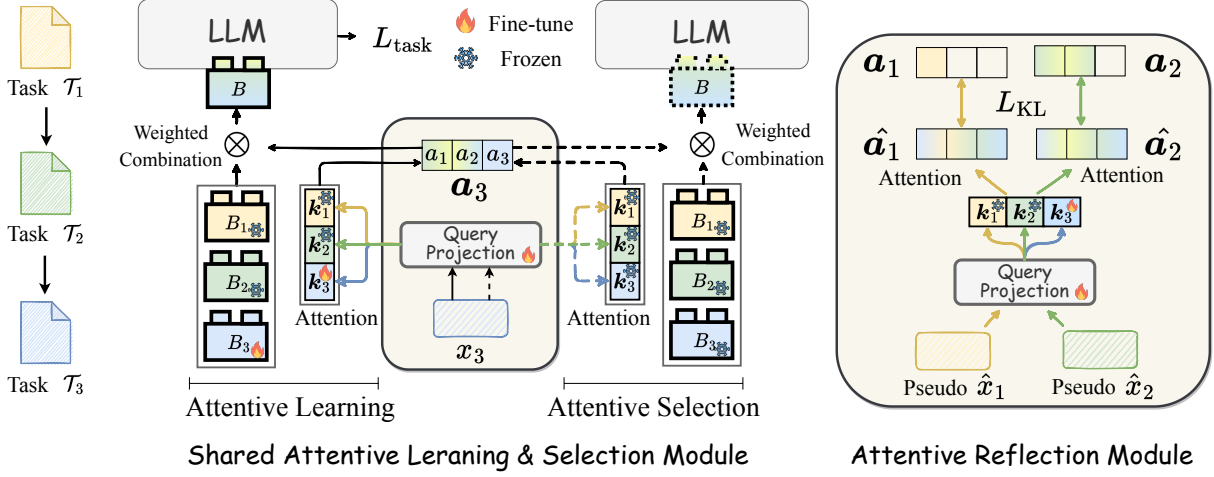 Task 𝒯₁
Task 𝒯₂
Task 𝒯₃
LLM
L_task
Fine-tune
Frozen
LLM
B
B
Weighted
Combination
Weighted
Combination
a₁ a₂ a₃
a₃
B₁
B₂
B₃
k₁
k₂
k₃
Attention
Query
Projection
x₃
k₁
k₂
k₃
Attention
B₁
B₂
B₃
Attentive Learning
Attentive Selection
Shared Attentive Leraning & Selection Module
a₁
a₂
L_KL
â₁
â₂
Attention
Attention
k₁ k₂ k₃
Query
Projection
Pseudo x̂₁
Pseudo x̂₂
Attentive Reflection Module